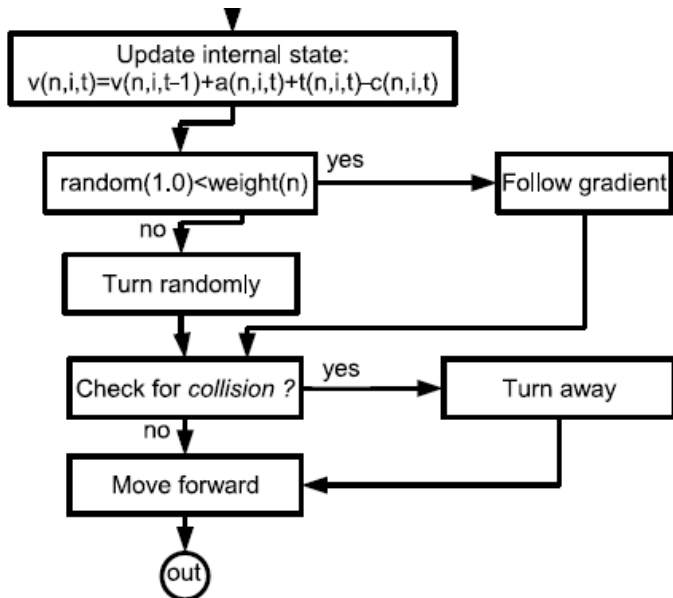 Update internal state:
v(n,i,t)=v(n,i,t–1)+a(n,i,t)+t(n,i,t)–c(n,i,t)
random(1.0)<weight(n)
yes
Follow gradient
no
Turn randomly
Check for collision ?
yes
Turn away
no
Move forward
out